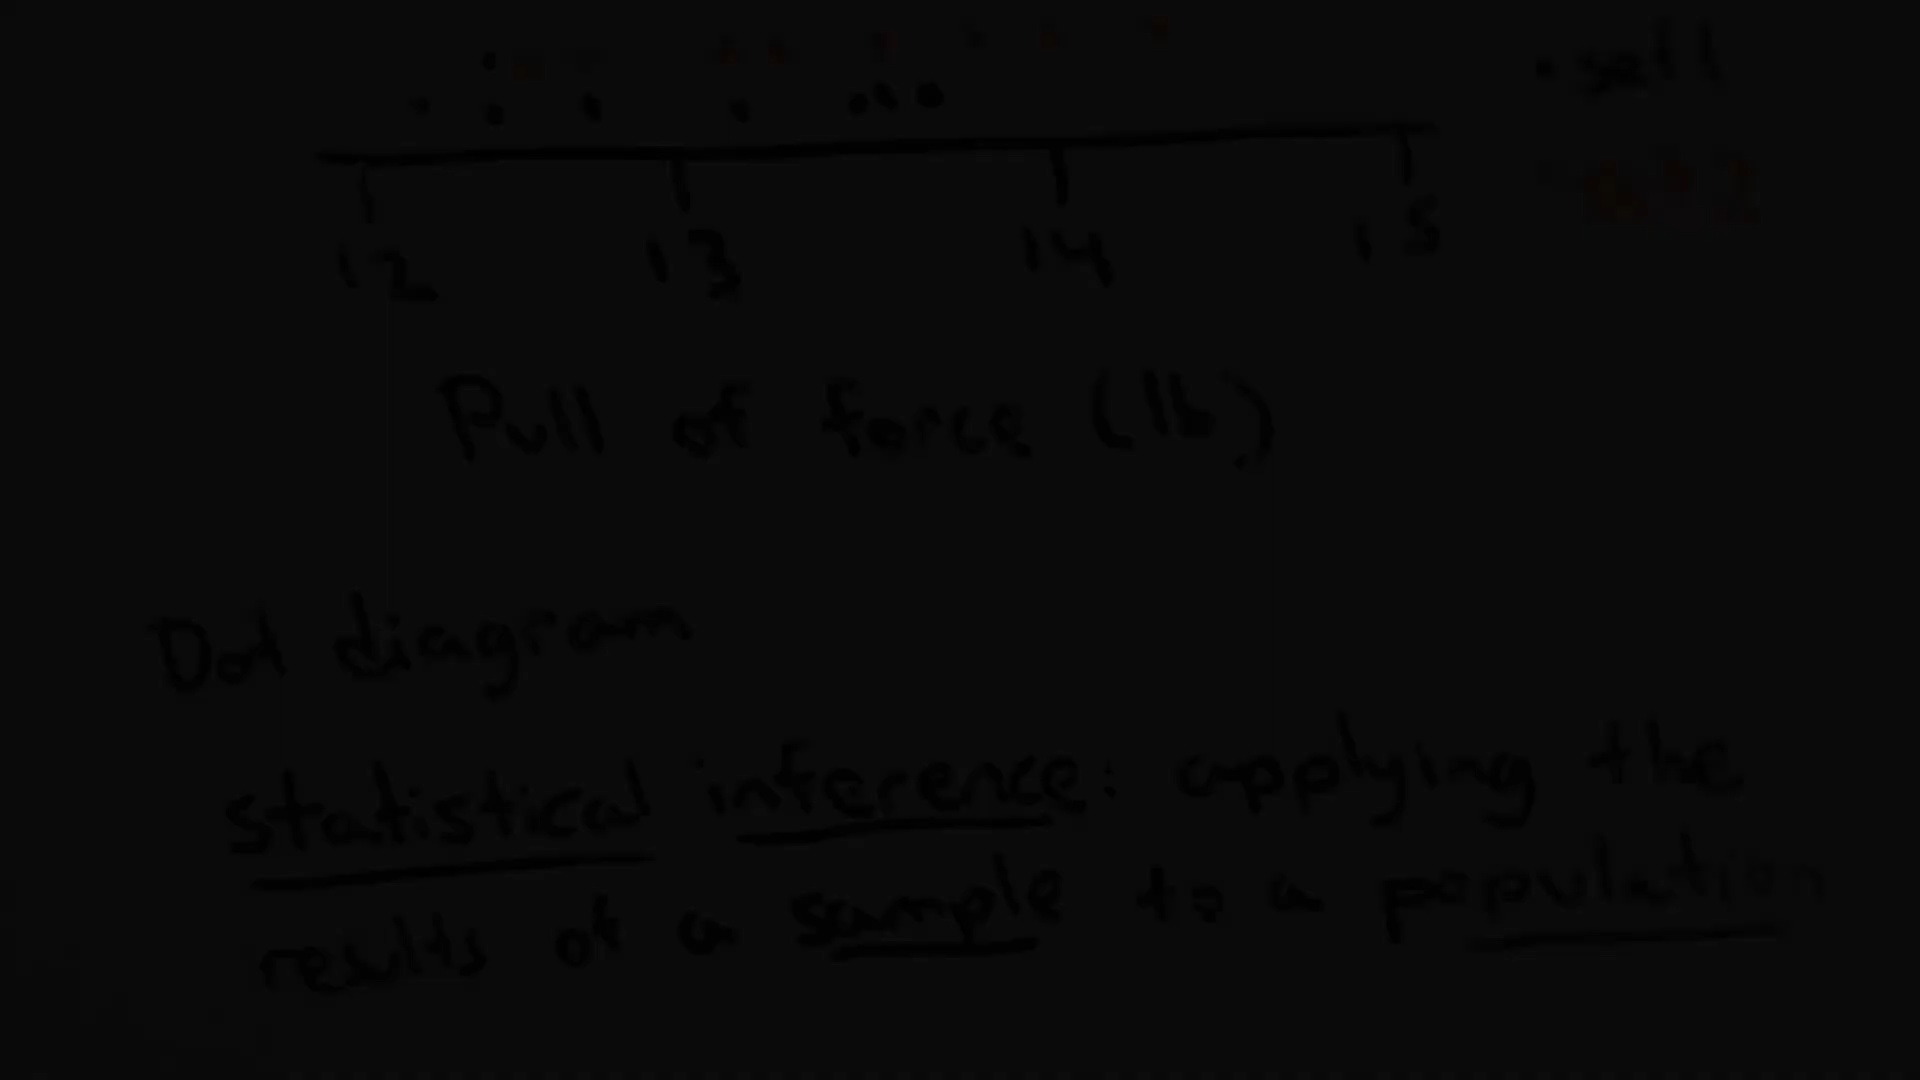 sell
12 13 14 15
Pull of force (lb)
Dot diagram
statistical inference: applying the
results of a sample to a population